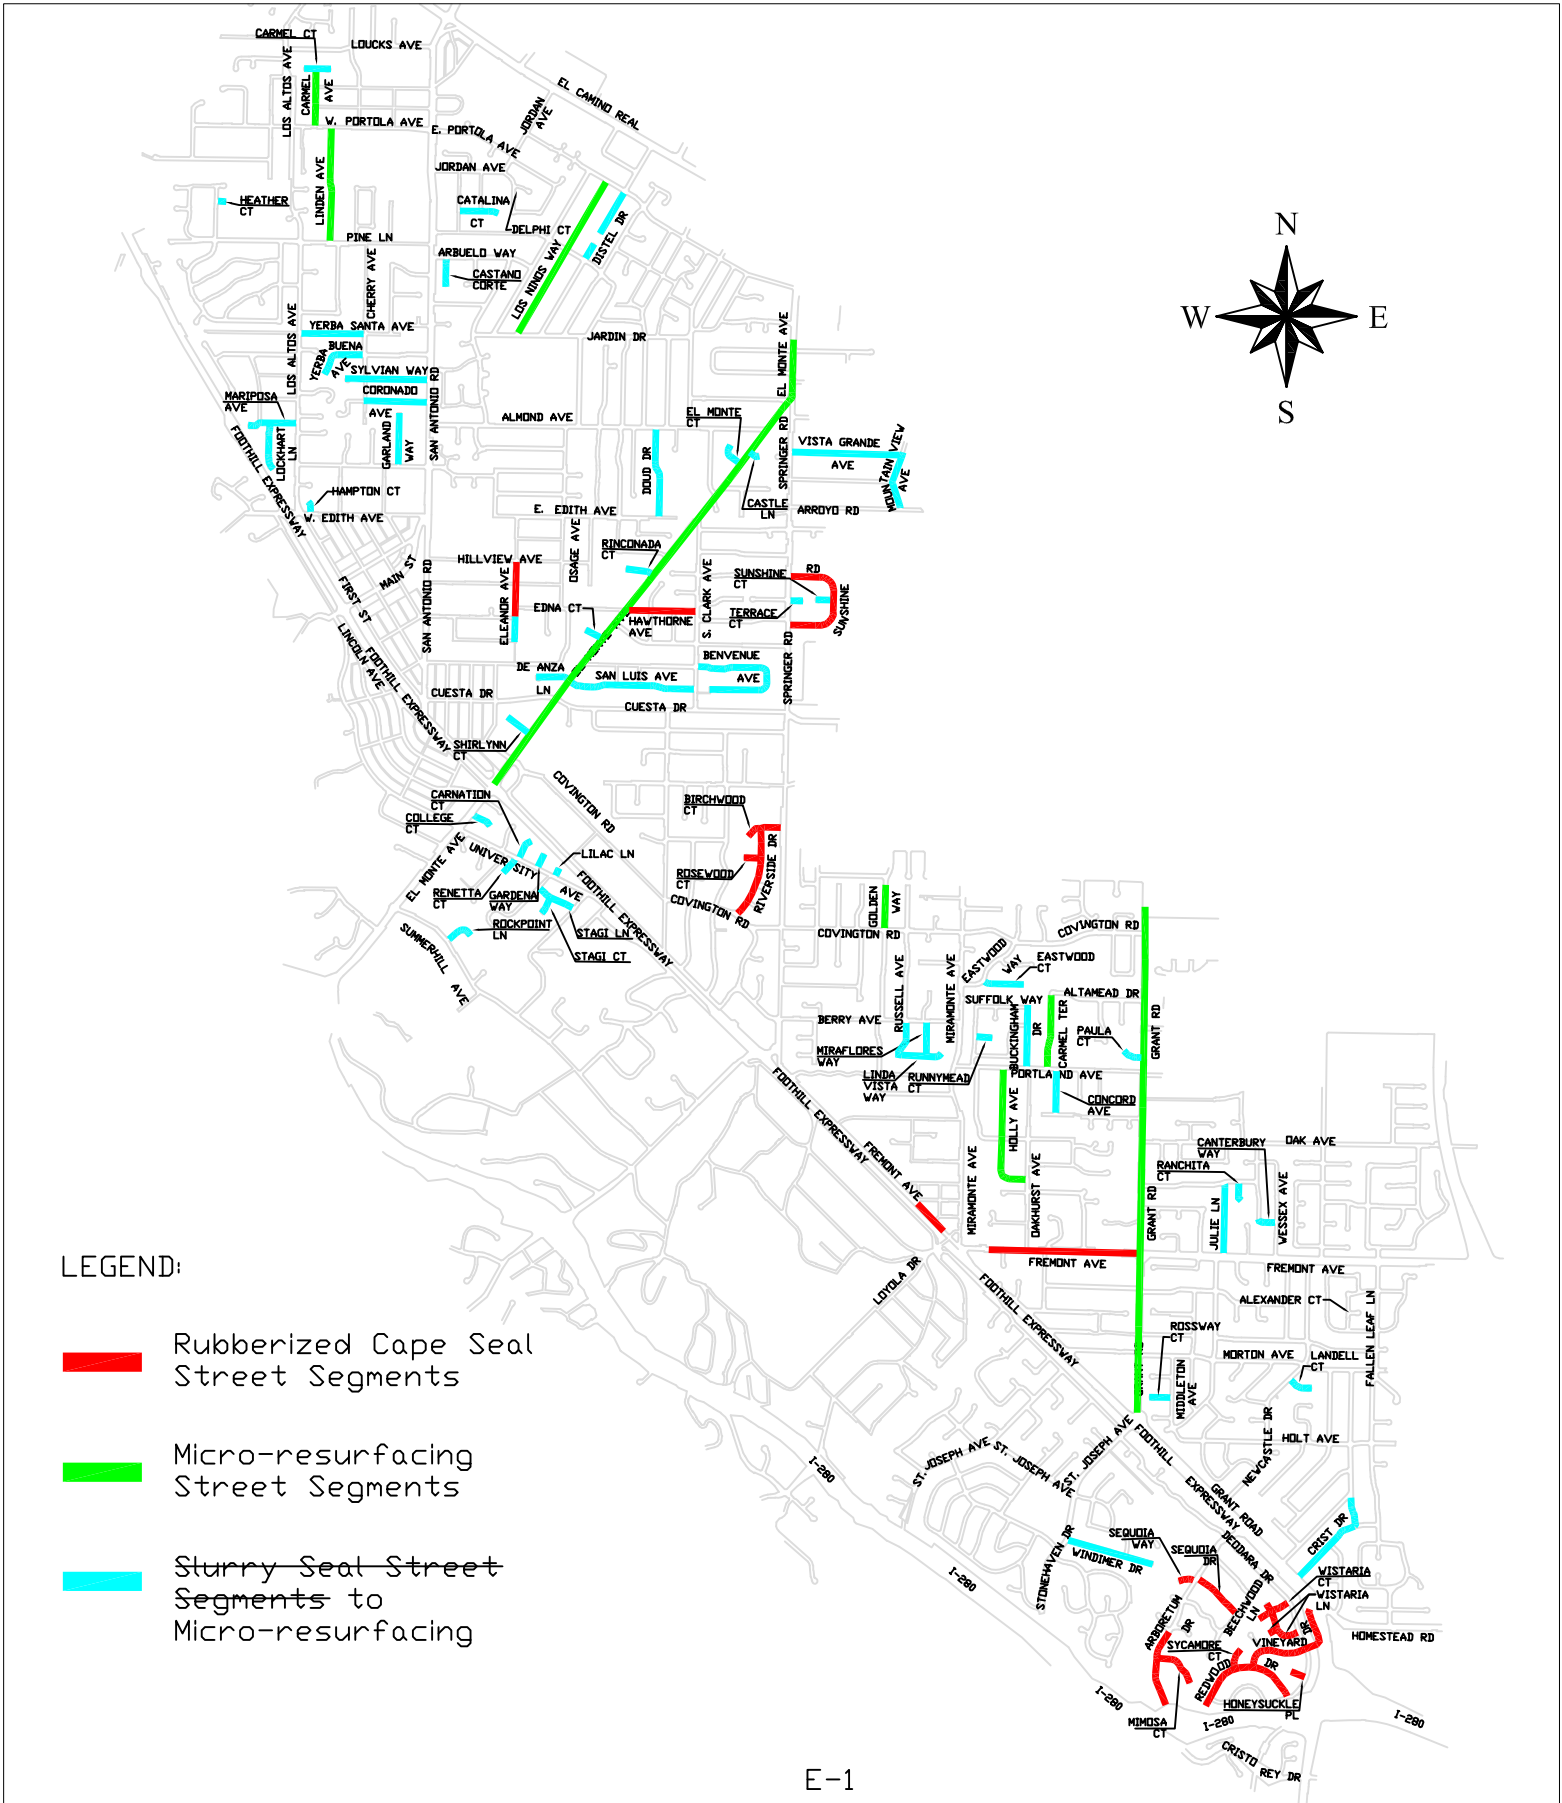 CARMEL CT
LOUCKS AVE
LOS ALTOS AVE
CARMEL
AVE
EL CAMINO REAL
JORDAN
AVE
W. PORTOLA AVE
E. PORTOLA AVE
JORDAN AVE
LINDEN AVE
HEATHER
CT
CATALINA
CT
DELPHI CT
DISTEL DR
PINE LN
ARBUELO WAY
CASTANO
CORTE
LOS NINOS WAY
CHERRY AVE
N
W
E
S
LOS ALTOS AVE
YERBA SANTA AVE
JARDIN DR
EL MONTE AVE
YERBA
BUENA
AVE
SYLVIAN WAY
SAN ANTONIO RD
MARIPOSA
AVE
CORONADO
AVE
ALMOND AVE
EL MONTE
CT
SPRINGER RD
VISTA GRANDE
AVE
MOUNTAIN VIEW
AVE
FOOTHILL EXPRESSWAY
LOCKHART
LN
GARLAND
WAY
DOUD DR
HAMPTON CT
W. EDITH AVE
E. EDITH AVE
CASTLE
LN
ARROYO RD
OSAGE AVE
RINCONADA
CT
MAIN ST
SAN ANTONIO RD
HILLVIEW AVE
ELEANOR AVE
S. CLARK AVE
SUNSHINE
CT
RD
SUNSHINE
FIRST ST
EDNA CT
HAWTHORNE
AVE
TERRACE
CT
LINCOLN AVE
FOOTHILL EXPRESSWAY
DE ANZA
LN
SAN LUIS AVE
BENVENUE
AVE
SPRINGER RD
CUESTA DR
CUESTA DR
SHIRLYNN
CT
COVINGTON RD
CARNATION
CT
COLLEGE
CT
BIRCHWOOD
CT
EL MONTE AVE
UNIVERSITY
AVE
LILAC LN
RIVERSIDE DR
ROSEWOOD
CT
RENETTA
CT
GARDENA
WAY
FOOTHILL EXPRESSWAY
COVINGTON RD
GOLDEN
WAY
ROCKPOINT
LN
STAGI LN
STAGI CT
SUMMERHILL AVE
COVINGTON RD
COVINGTON RD
EASTWOOD
WAY
EASTWOOD
CT
RUSSELL AVE
MIRAMONTE AVE
SUFFOLK WAY
ALTAMEAD DR
BERRY AVE
BUCKINGHAM
DR
CARMEL TER
PAULA
CT
GRANT RD
MIRAFLORES
WAY
LINDA
VISTA
WAY
RUNNYMEAD
CT
PORTLAND AVE
CONCORD
AVE
FOOTHILL EXPRESSWAY
HOLLY AVE
FREMONT AVE
MIRAMONTE AVE
OAKHURST AVE
CANTERBURY
WAY
OAK AVE
RANCHITA
CT
GRANT RD
JULIE LN
WESSEX AVE
FREMONT AVE
FREMONT AVE
LOYOLA DR
FOOTHILL EXPRESSWAY
ALEXANDER CT
FALLEN LEAF LN
ROSSWAY
CT
MORTON AVE
LANDELL
CT
MIDDLETON
AVE
NEWCASTLE DR
HOLT AVE
ST. JOSEPH AVE
ST. JOSEPH AVE
ST. JOSEPH AVE
FOOTHILL
EXPRESSWAY
GRANT ROAD
I-280
I-280
STONEHAVEN DR
WINDIMER DR
SEQUOIA
WAY
SEQUOIA
DR
DEODARA DR
CRIST DR
WISTARIA
CT
WISTARIA
LN
BEECHWOOD
LN
ARBORETUM
DR
SYCAMORE
CT
VINEYARD
DR
HOMESTEAD RD
REDWOOD
DR
MIMOSA
CT
HONEYSUCKLE
PL
I-280
I-280
I-280
CRISTO REY DR
LEGEND:
Rubberized Cape Seal
Street Segments
Micro-resurfacing
Street Segments
Slurry Seal Street
Segments to
Micro-resurfacing
E-1